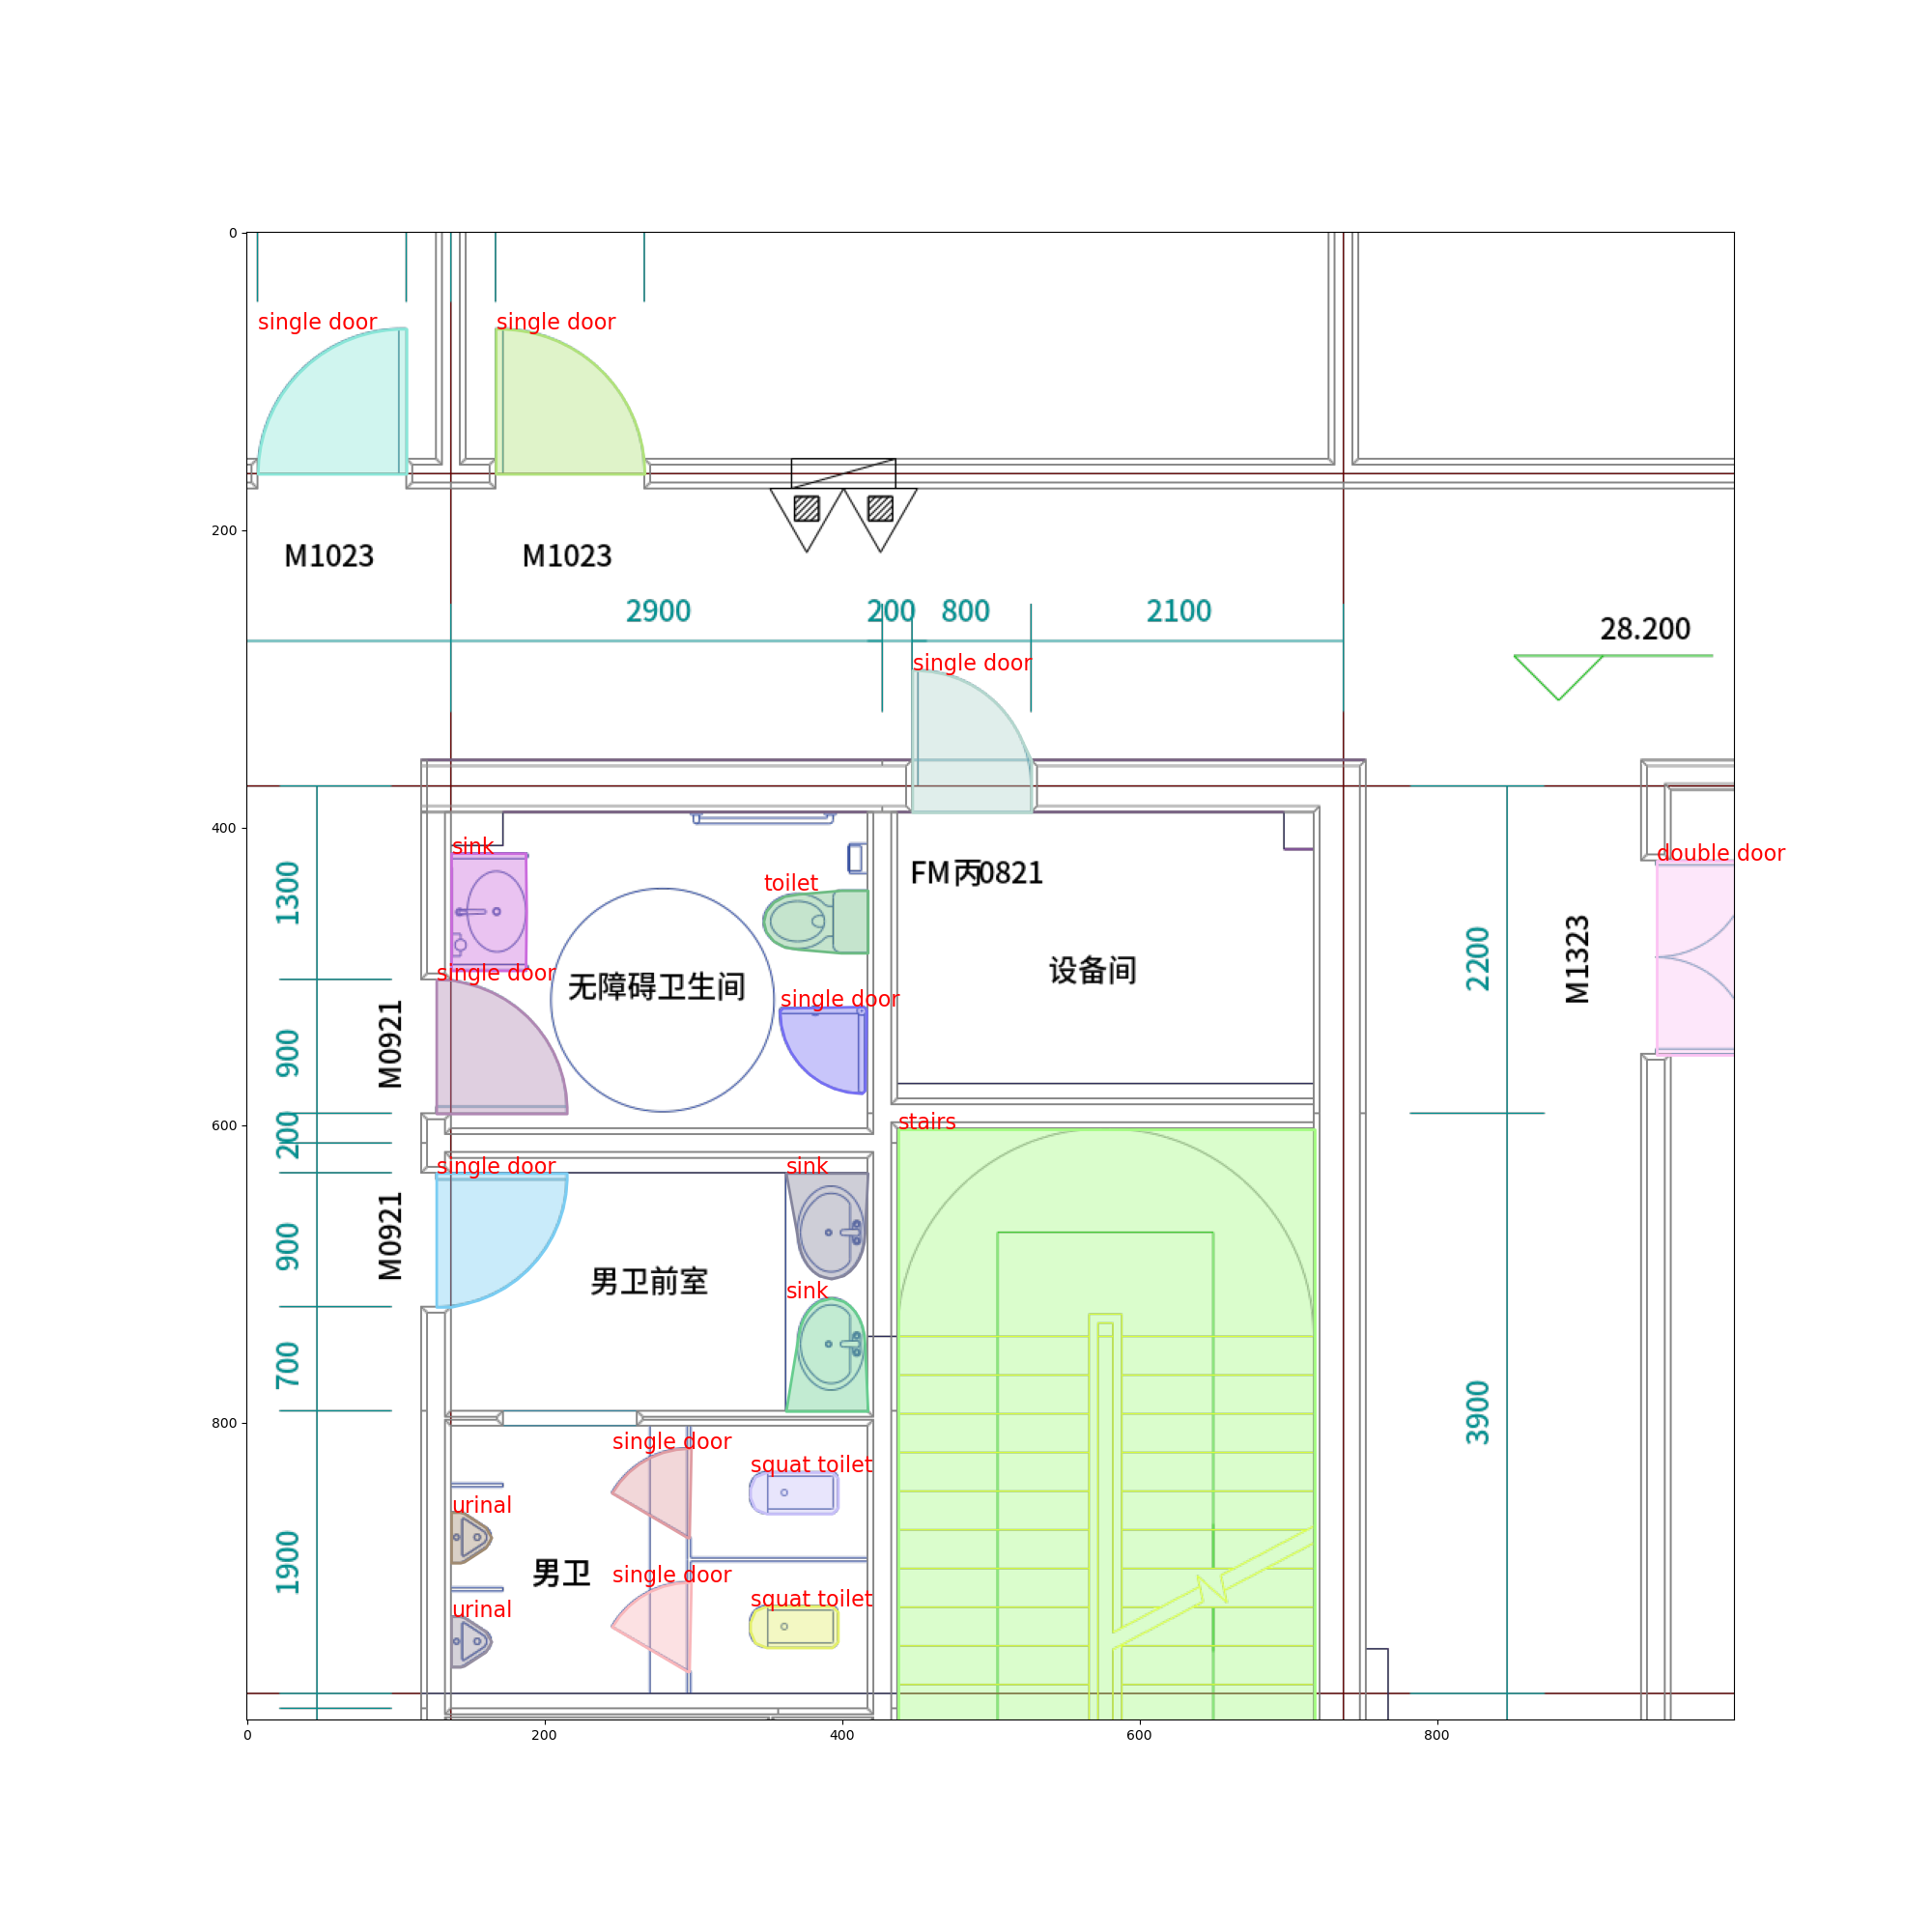 0
single door
single door
200
M1023
M1023
2900
200
800
2100
28.200
single door
400
sink
double door
toilet
FM丙0821
1300
M1323
2200
设备间
single door
无障碍卫生间
single door
M0921
900
600
stairs
200
single door
sink
M0921
900
男卫前室
sink
700
3900
800
single door
squat toilet
urinal
1900
男卫
single door
squat toilet
urinal
0
200
400
600
800